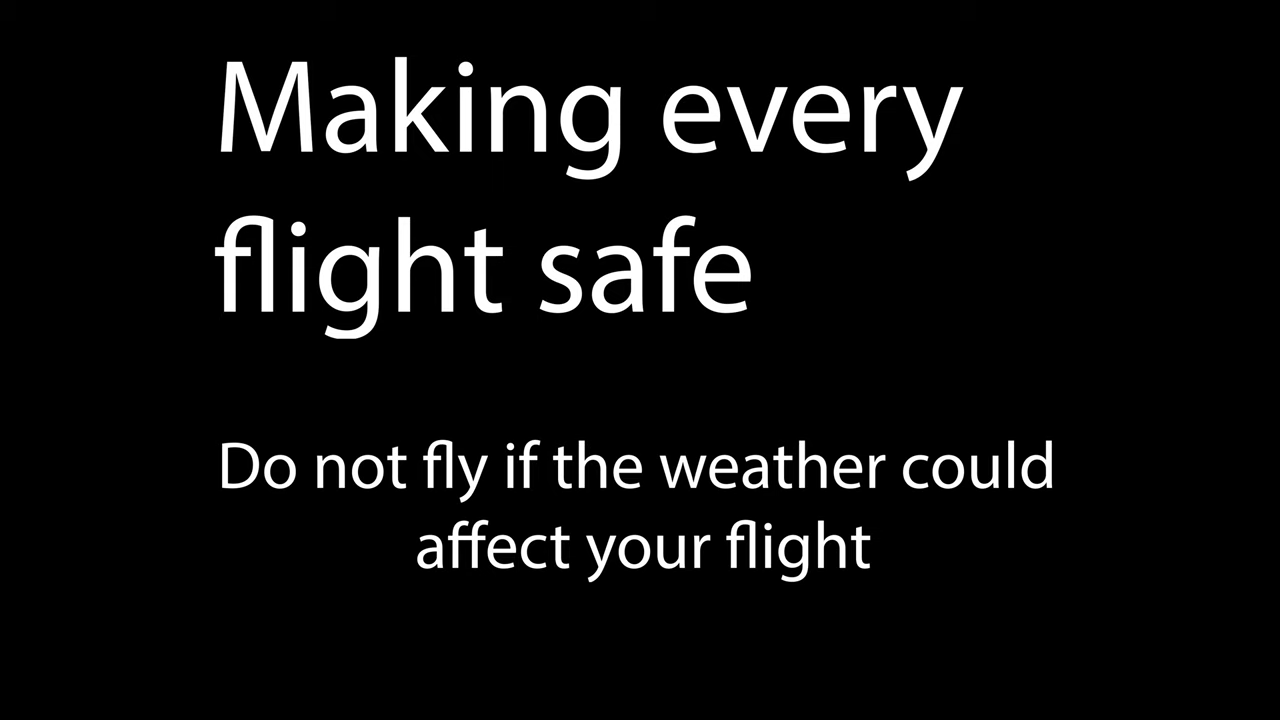 Making every
flight safe
Do not fly if the weather could
affect your flight